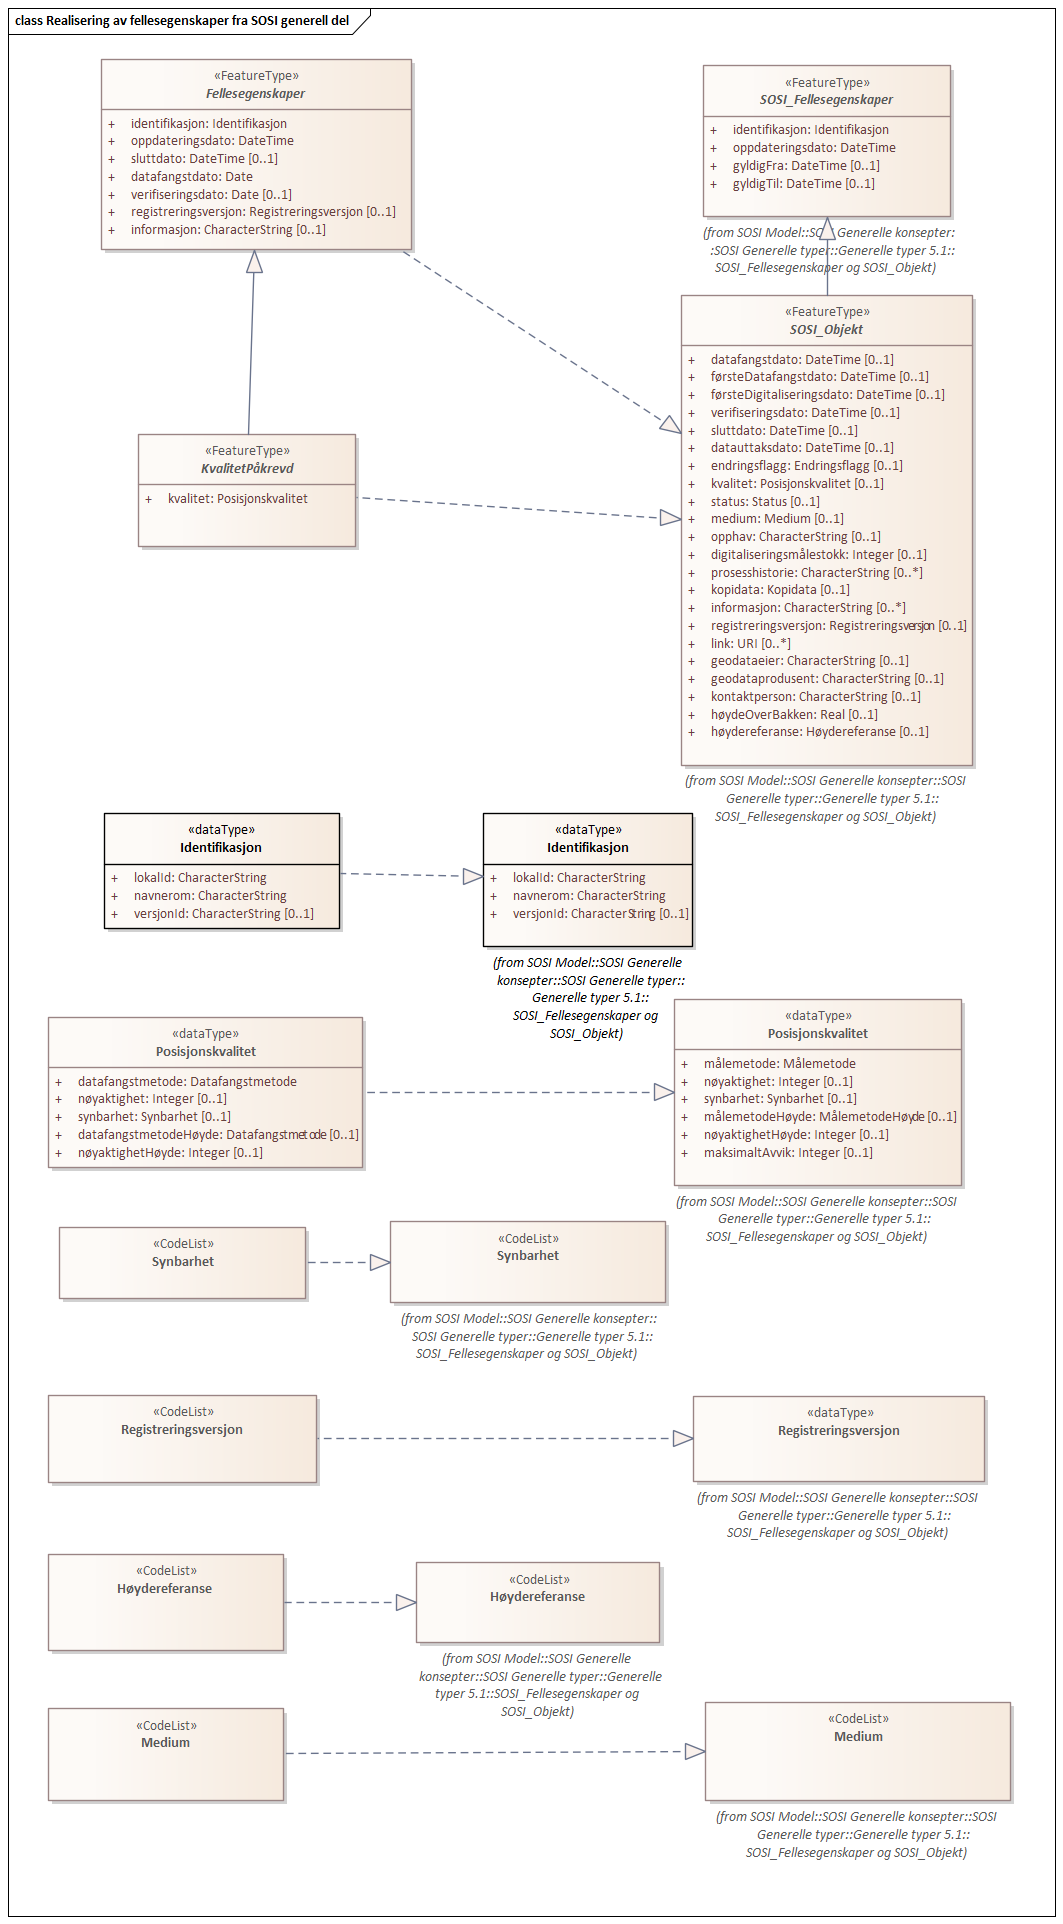 class Realisering av fellesegenskaper fra SOSI generell del
«FeatureType»
Fellesegenskaper
+ identifikasjon: Identifikasjon
+ oppdateringsdato: DateTime
+ sluttdato: DateTime [0..1]
+ datafangstdato: Date
+ verifiseringsdato: Date [0..1]
+ registreringsversjon: Registreringsversjon [0..1]
+ informasjon: CharacterString [0..1]
«FeatureType»
SOSI_Fellesegenskaper
+ identifikasjon: Identifikasjon
+ oppdateringsdato: DateTime
+ gyldigFra: DateTime [0..1]
+ gyldigTil: DateTime [0..1]
(from SOSI Model::SOSI Generelle konsepter:
:SOSI Generelle typer::Generelle typer 5.1::
SOSI_Fellesegenskaper og SOSI_Objekt)
«FeatureType»
SOSI_Objekt
+ datafangstdato: DateTime [0..1]
+ førsteDatafangstdato: DateTime [0..1]
+ førsteDigitaliseringsdato: DateTime [0..1]
+ verifiseringsdato: DateTime [0..1]
+ sluttdato: DateTime [0..1]
+ datauttaksdato: DateTime [0..1]
+ endringsflagg: Endringsflagg [0..1]
+ kvalitet: Posisjonskvalitet [0..1]
+ status: Status [0..1]
+ medium: Medium [0..1]
+ opphav: CharacterString [0..1]
+ digitaliseringsmålestokk: Integer [0..1]
+ prosesshistorie: CharacterString [0..*]
+ kopidata: Kopidata [0..1]
+ informasjon: CharacterString [0..*]
+ registreringsversjon: Registreringsversjon [0..1]
+ link: URI [0..*]
+ geodataeier: CharacterString [0..1]
+ geodataprodusent: CharacterString [0..1]
+ kontaktperson: CharacterString [0..1]
+ høydeOverBakken: Real [0..1]
+ høydereferanse: Høydereferanse [0..1]
(from SOSI Model::SOSI Generelle konsepter::SOSI
Generelle typer::Generelle typer 5.1::
SOSI_Fellesegenskaper og SOSI_Objekt)
«FeatureType»
KvalitetPåkrevd
+ kvalitet: Posisjonskvalitet
«dataType»
Identifikasjon
+ lokalId: CharacterString
+ navnerom: CharacterString
+ versjonId: CharacterString [0..1]
«dataType»
Identifikasjon
+ lokalId: CharacterString
+ navnerom: CharacterString
+ versjonId: CharacterString [0..1]
(from SOSI Model::SOSI Generelle
konsepter::SOSI Generelle typer::
Generelle typer 5.1::
SOSI_Fellesegenskaper og
SOSI_Objekt)
«dataType»
Posisjonskvalitet
+ datafangstmetode: Datafangstmetode
+ nøyaktighet: Integer [0..1]
+ synbarhet: Synbarhet [0..1]
+ datafangstmetodeHøyde: Datafangstmetode [0..1]
+ nøyaktighetHøyde: Integer [0..1]
«dataType»
Posisjonskvalitet
+ målemetode: Målemetode
+ nøyaktighet: Integer [0..1]
+ synbarhet: Synbarhet [0..1]
+ målemetodeHøyde: MålemetodeHøyde [0..1]
+ nøyaktighetHøyde: Integer [0..1]
+ maksimaltAvvik: Integer [0..1]
(from SOSI Model::SOSI Generelle konsepter::SOSI
Generelle typer::Generelle typer 5.1::
SOSI_Fellesegenskaper og SOSI_Objekt)
«CodeList»
Synbarhet
«CodeList»
Synbarhet
(from SOSI Model::SOSI Generelle konsepter::
SOSI Generelle typer::Generelle typer 5.1::
SOSI_Fellesegenskaper og SOSI_Objekt)
«CodeList»
Registreringsversjon
«dataType»
Registreringsversjon
(from SOSI Model::SOSI Generelle konsepter::SOSI
Generelle typer::Generelle typer 5.1::
SOSI_Fellesegenskaper og SOSI_Objekt)
«CodeList»
Høydereferanse
«CodeList»
Høydereferanse
(from SOSI Model::SOSI Generelle
konsepter::SOSI Generelle typer::Generelle
typer 5.1::SOSI_Fellesegenskaper og
SOSI_Objekt)
«CodeList»
Medium
«CodeList»
Medium
(from SOSI Model::SOSI Generelle konsepter::SOSI
Generelle typer::Generelle typer 5.1::
SOSI_Fellesegenskaper og SOSI_Objekt)